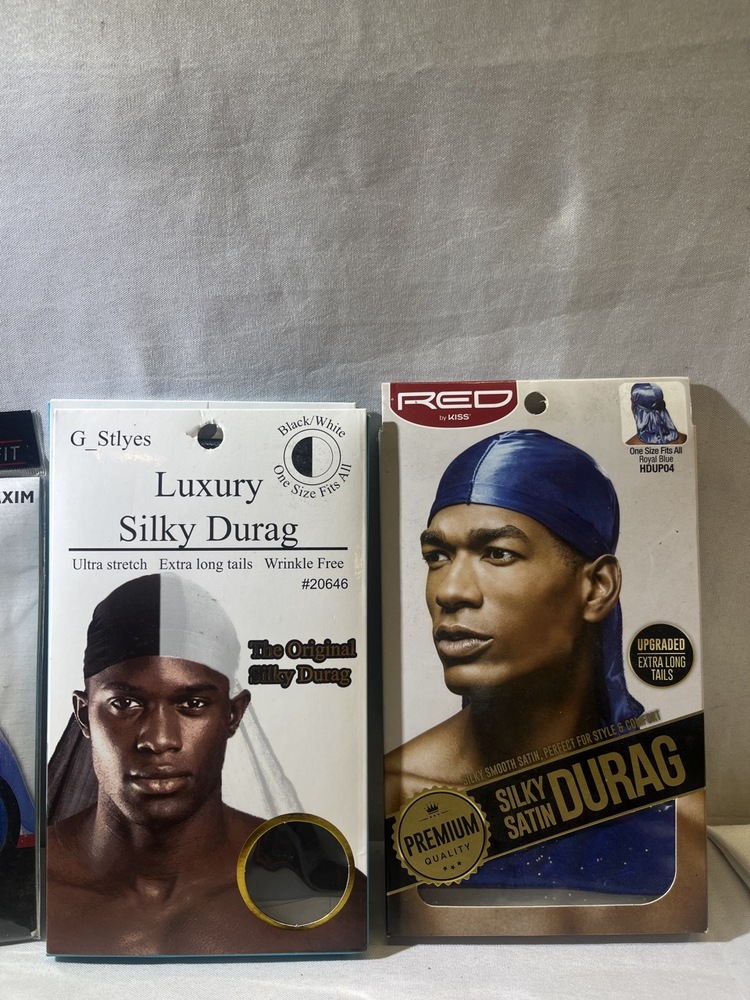 FIT
XIM
G_Stlyes
Black/White
One Size Fits All
Luxury
Silky Durag
Ultra stretch Extra long tails Wrinkle Free
#20646
The Original
Silky Durag
RED
by KISS
One Size Fits All
Royal Blue
HDUP04
UPGRADED
EXTRA LONG
TAILS
SILKY SMOOTH SATIN, PERFECT FOR STYLE & COMFORT
SILKY
SATIN
DURAG
PREMIUM
QUALITY